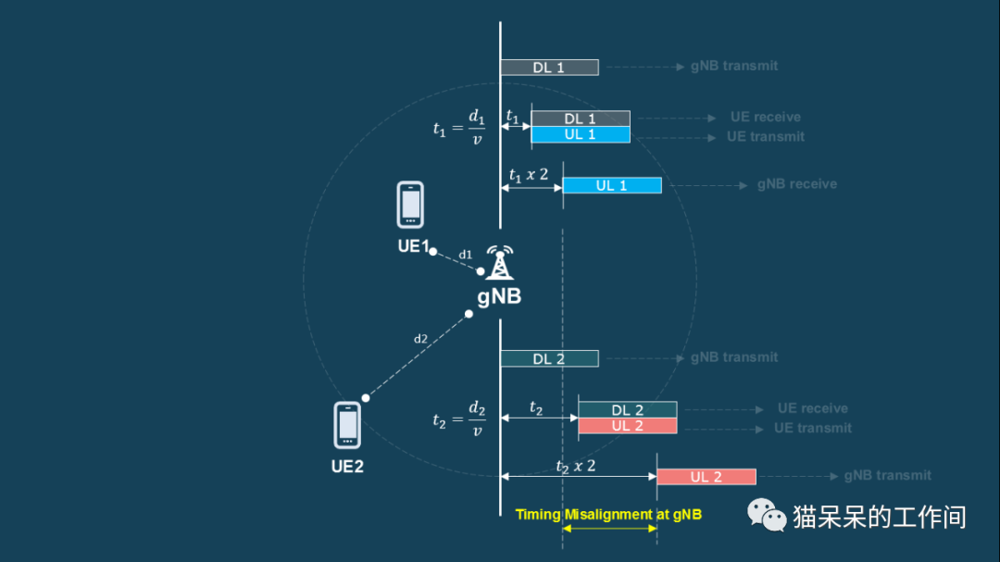 DL 1
gNB transmit
t₁ = d₁/v
t₁
DL 1
UE receive
UL 1
UE transmit
t₁ x 2
UL 1
gNB receive
UE1
d1
gNB
d2
DL 2
gNB transmit
t₂ = d₂/v
t₂
DL 2
UE receive
UL 2
UE transmit
UE2
t₂ x 2
UL 2
gNB transmit
Timing Misalignment at gNB
猫呆呆的工作间